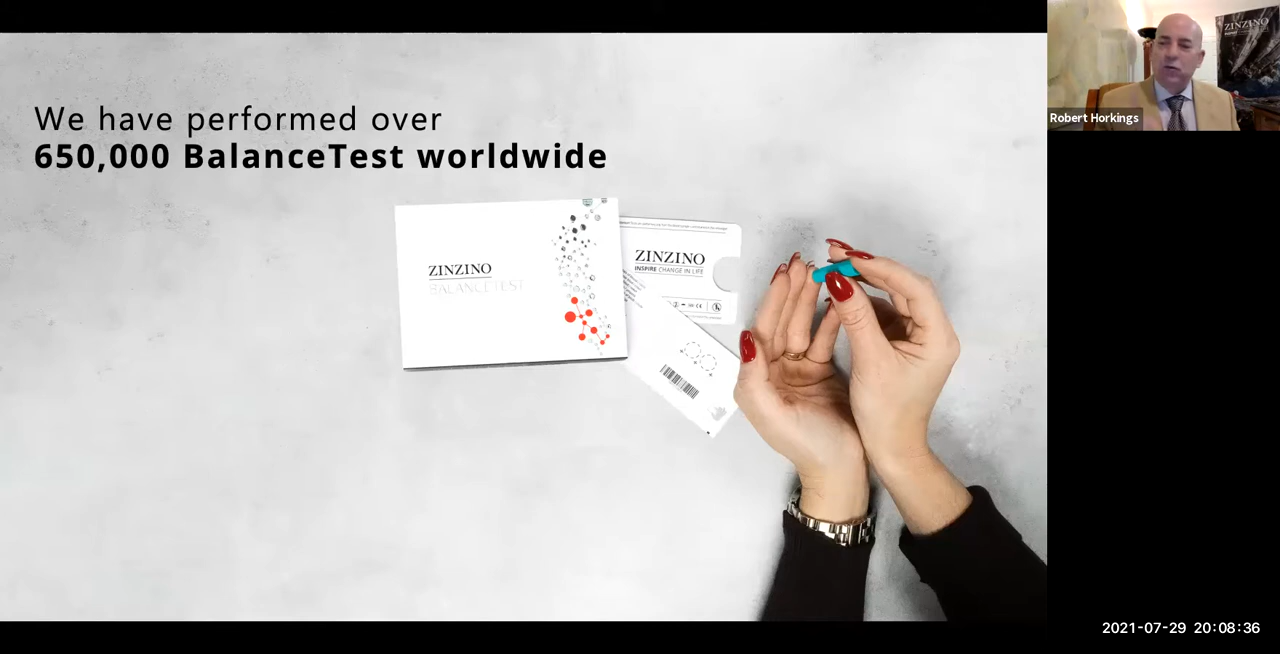 We have performed over
650,000 BalanceTest worldwide
ZINZINO
BALANCETEST
ZINZINO
INSPIRE CHANGE IN LIFE
ZINZINO
Robert Horkings
2021-07-29 20:08:36